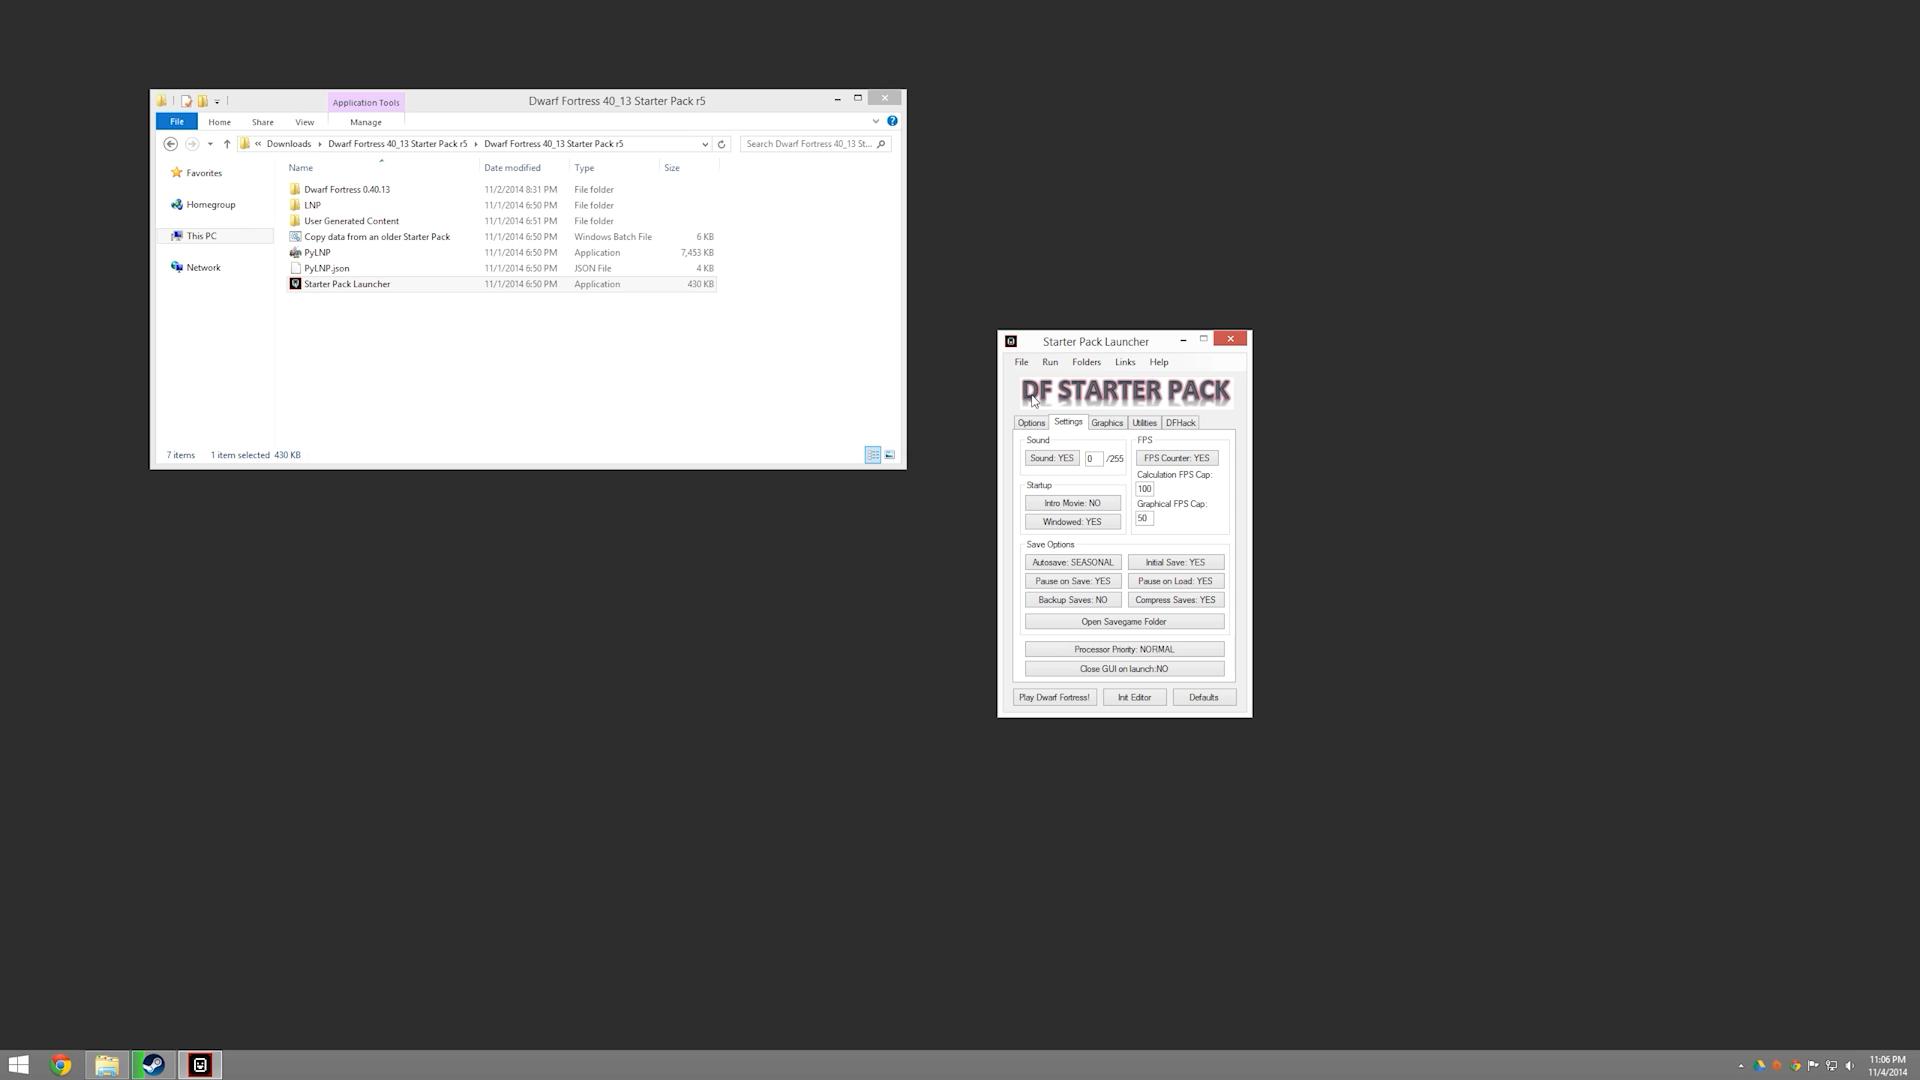 Application Tools
Dwarf Fortress 40_13 Starter Pack r5
File Home Share View Manage
« Downloads Dwarf Fortress 40_13 Starter Pack r5 Dwarf Fortress 40_13 Starter Pack r5
Search Dwarf Fortress 40_13 St...
Favorites
Homegroup
This PC
Network
Name Date modified Type Size
Dwarf Fortress 0.40.13 11/2/2014 8:31 PM File folder
LNP 11/1/2014 6:50 PM File folder
User Generated Content 11/1/2014 6:51 PM File folder
Copy data from an older Starter Pack 11/1/2014 6:50 PM Windows Batch File 6 KB
PyLNP 11/1/2014 6:50 PM Application 7,453 KB
PyLNP.json 11/1/2014 6:50 PM JSON File 4 KB
Starter Pack Launcher 11/1/2014 6:50 PM Application 430 KB
7 items 1 item selected 430 KB
Starter Pack Launcher
File Run Folders Links Help
DF STARTER PACK
Options Settings Graphics Utilities DFHack
Sound
Sound: YES 0 /255
FPS
FPS Counter: YES
Calculation FPS Cap:
100
Graphical FPS Cap:
50
Startup
Intro Movie: NO
Windowed: YES
Save Options
Autosave: SEASONAL Initial Save: YES
Pause on Save: YES Pause on Load: YES
Backup Saves: NO Compress Saves: YES
Open Savegame Folder
Processor Priority: NORMAL
Close GUI on launch:NO
Play Dwarf Fortress! Init Editor Defaults
11:06 PM
11/4/2014